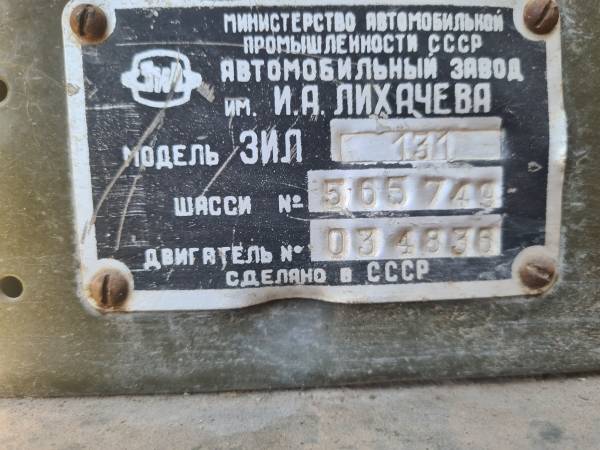 МИНИСТЕРСТВО АВТОМОБИЛЬНОЙ
ПРОМЫШЛЕННОСТИ СССР
ЗИЛ
АВТОМОБИЛЬНЫЙ ЗАВОД
ИМ. И.А. ЛИХАЧЕВА
МОДЕЛЬ ЗИЛ 131
ШАССИ № 565749
ДВИГАТЕЛЬ № 034836
СДЕЛАНО В СССР